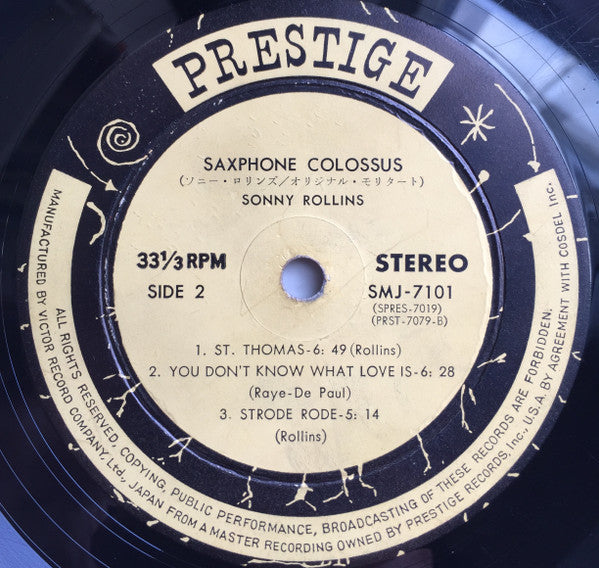 PRESTIGE
SAXPHONE COLOSSUS
(ソニー・ロリンズ/オリジナル・モリタート)
SONNY ROLLINS
33 1/3 RPM
STEREO
SIDE 2
SMJ-7101
(SPRES-7019)
(PRST-7079-B)
1. ST. THOMAS-6: 49 (Rollins)
2. YOU DON'T KNOW WHAT LOVE IS-6: 28
(Raye-De Paul)
3. STRODE RODE-5: 14
(Rollins)
ALL RIGHTS RESERVED. COPYING, PUBLIC PERFORMANCE, BROADCASTING OF THESE RECORDS ARE FORBIDDEN.
MANUFACTURED BY VICTOR RECORD COMPANY, Ltd., JAPAN FROM A MASTER RECORDING OWNED BY PRESTIGE RECORDS, Inc., U.S.A. BY AGREEMENT WITH COSDEL Inc.